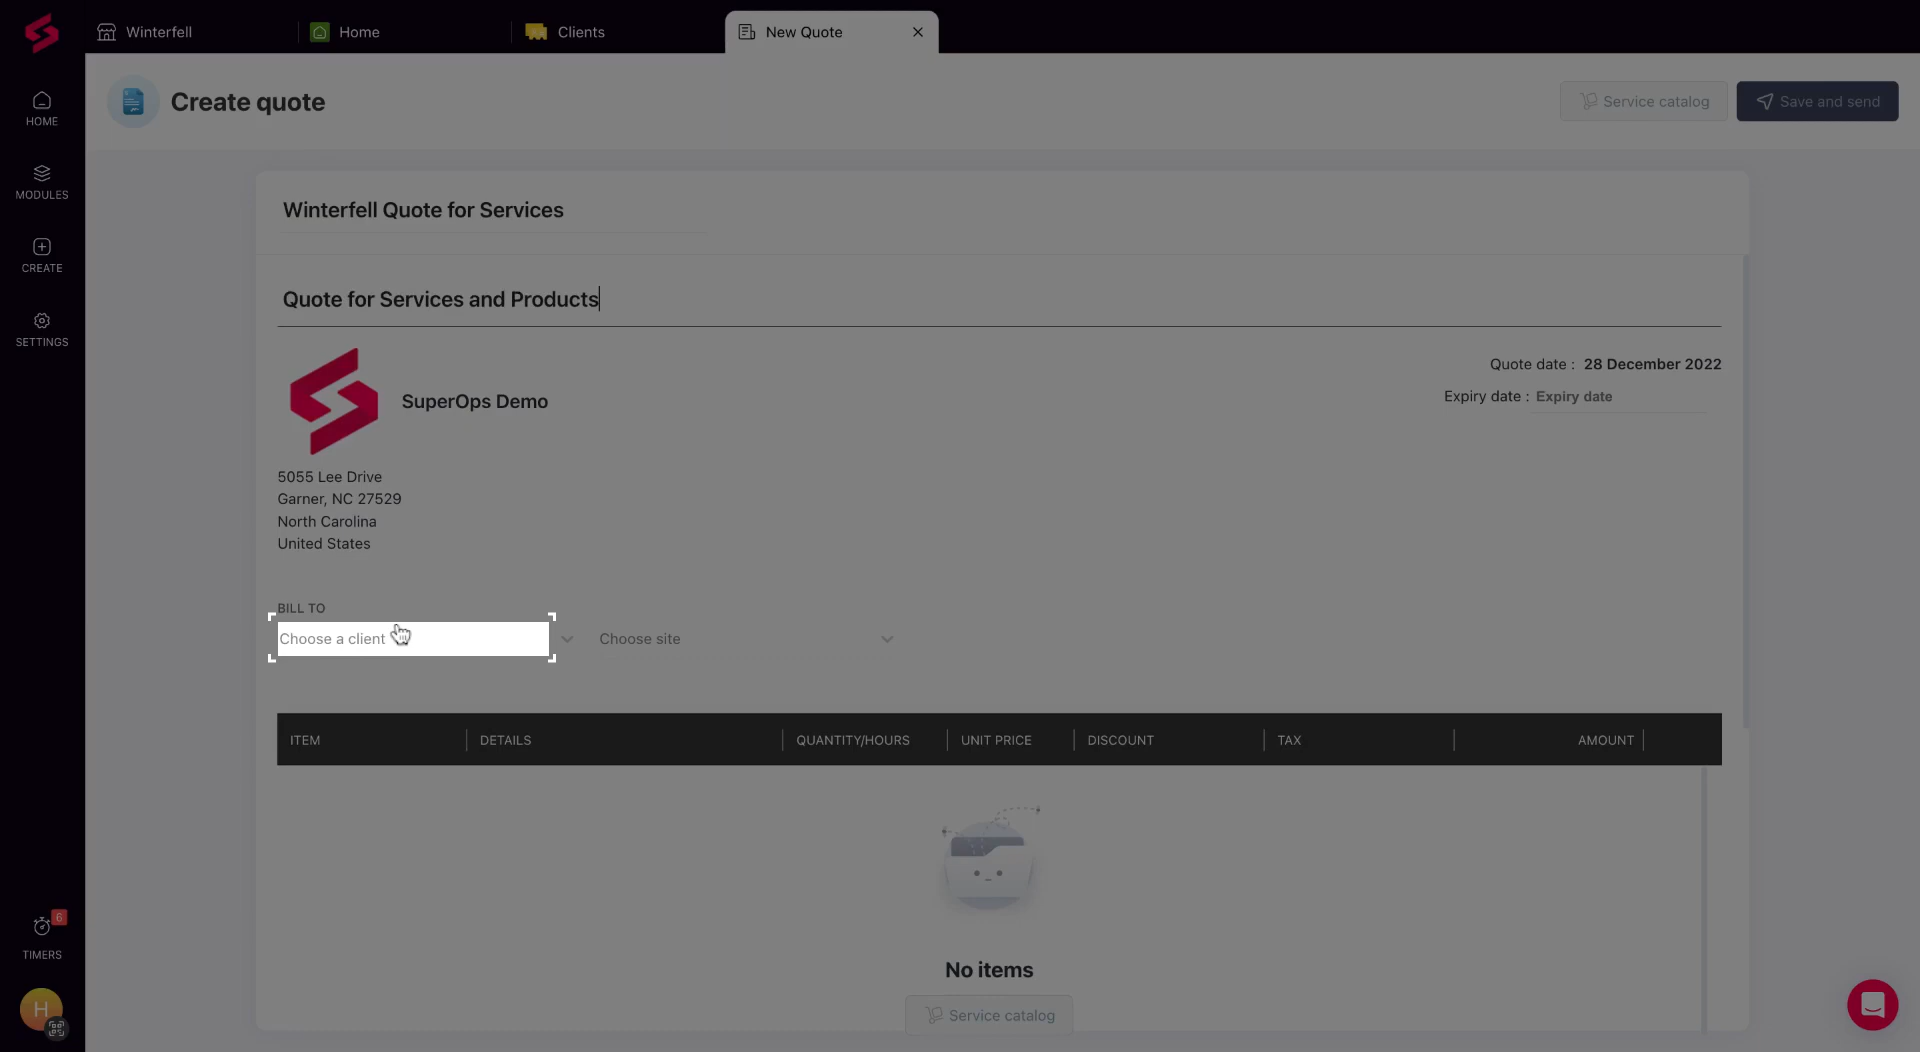 Winterfell
Home
Clients
New Quote
HOME
MODULES
CREATE
SETTINGS
Create quote
Service catalog
Save and send
Winterfell Quote for Services
Quote for Services and Products
SuperOps Demo
Quote date : 28 December 2022
Expiry date : Expiry date
5055 Lee Drive
Garner, NC 27529
North Carolina
United States
BILL TO
Choose a client
Choose site
ITEM DETAILS QUANTITY/HOURS UNIT PRICE DISCOUNT TAX AMOUNT
No items
Service catalog
6
TIMERS
H